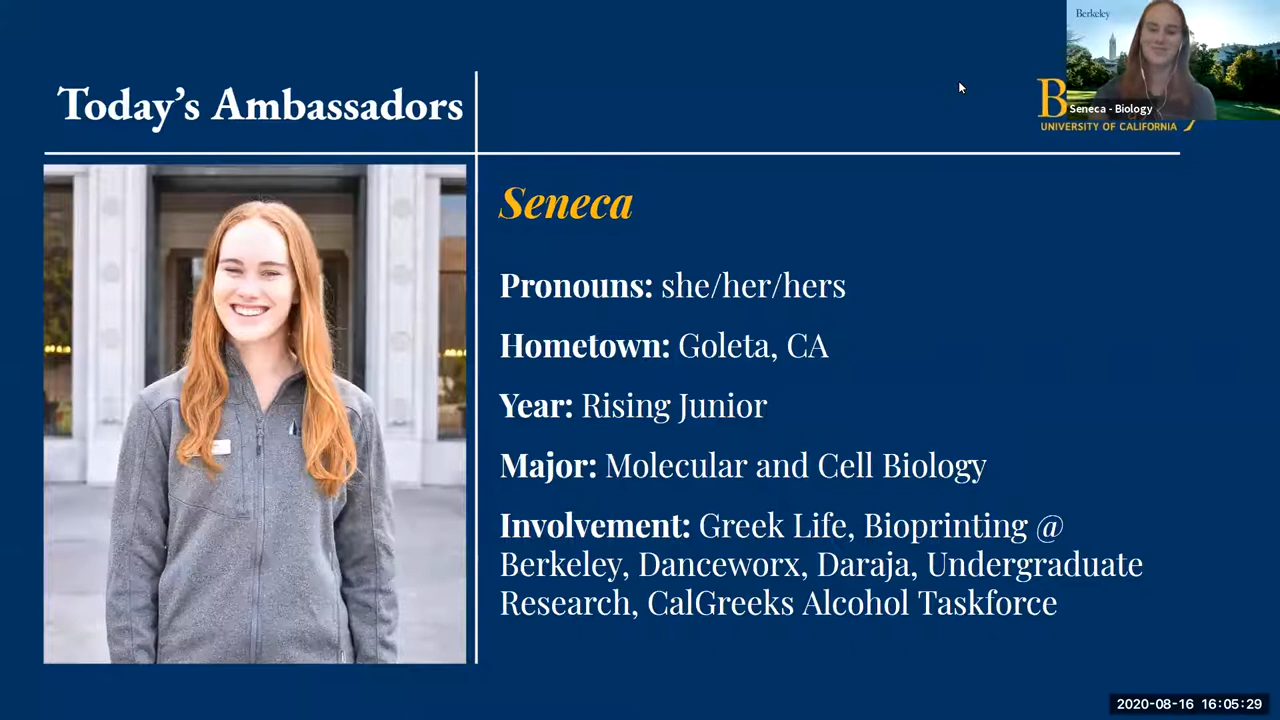 Berkeley
Today's Ambassadors
B
Seneca - Biology
UNIVERSITY OF CALIFORNIA
Seneca
Pronouns: she/her/hers
Hometown: Goleta, CA
Year: Rising Junior
Major: Molecular and Cell Biology
Involvement: Greek Life, Bioprinting @
Berkeley, Danceworx, Daraja, Undergraduate
Research, CalGreeks Alcohol Taskforce
2020-08-16 16:05:29